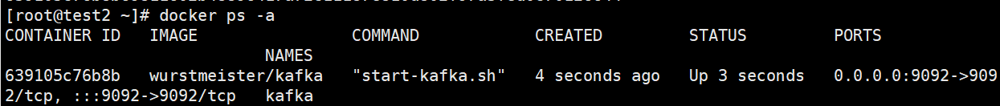 [root@test2 ~]# docker ps -a
CONTAINER ID   IMAGE                COMMAND            CREATED         STATUS         PORTS
                          NAMES
639105c76b8b   wurstmeister/kafka   "start-kafka.sh"   4 seconds ago   Up 3 seconds   0.0.0.0:9092->909
2/tcp, :::9092->9092/tcp   kafka